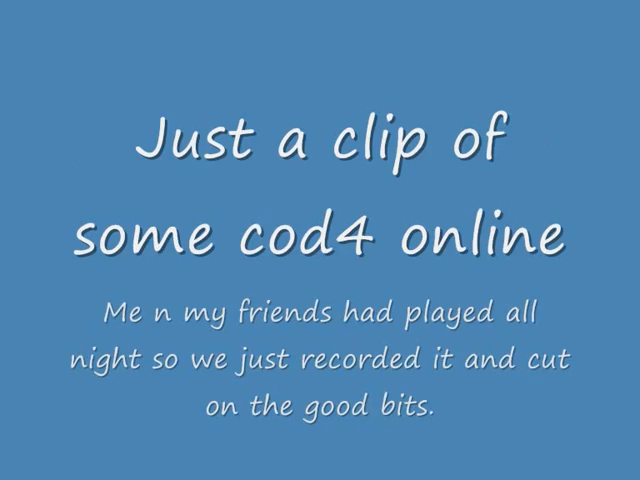 Just a clip of
some cod4 online
Me n my friends had played all
night so we just recorded it and cut
on the good bits.